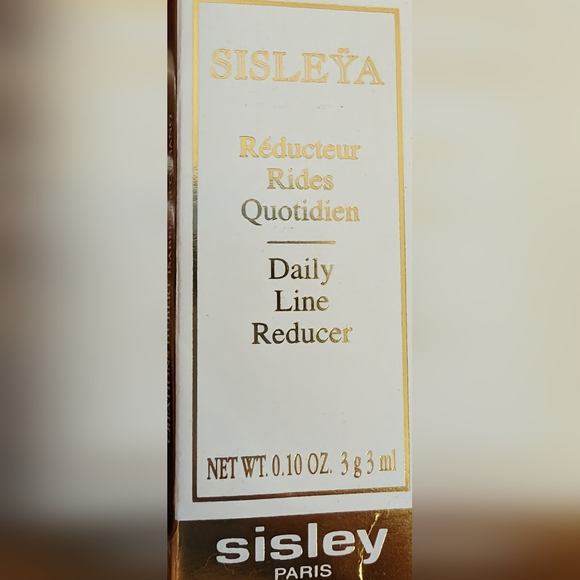 SISLEŸA
Réducteur
Rides
Quotidien
Daily
Line
Reducer
NET WT. 0.10 OZ. 3 g 3 ml
sisley
PARIS